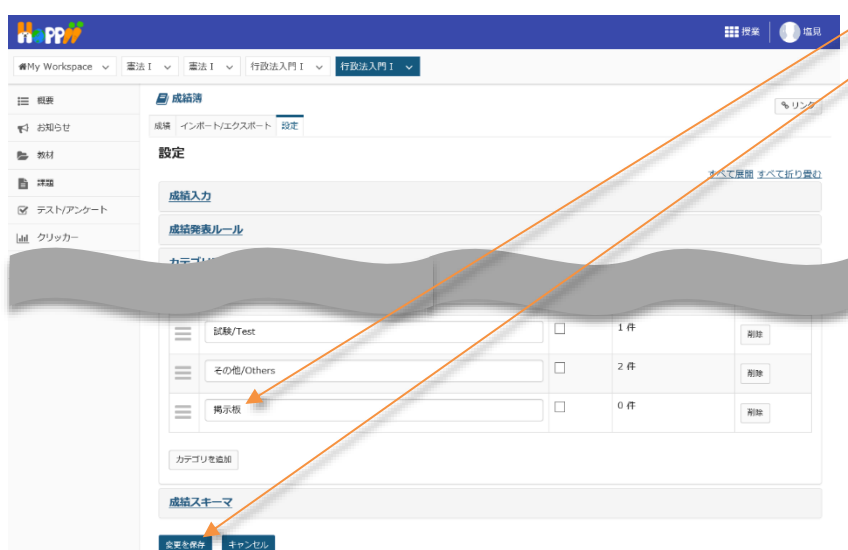 HOPPii
授業 塩見
My Workspace 憲法 I 憲法 I 行政法入門 I 行政法入門 I
概要
お知らせ
教材
課題
テスト/アンケート
クリッカー
成績簿
リンク
成績 インポート/エクスポート 設定
設定
すべて展開 すべて折り畳む
成績入力
成績発表ルール
カテゴリ
試験/Test 1 件 削除
その他/Others 2 件 削除
掲示板 0 件 削除
カテゴリを追加
成績スキーマ
変更を保存 キャンセル